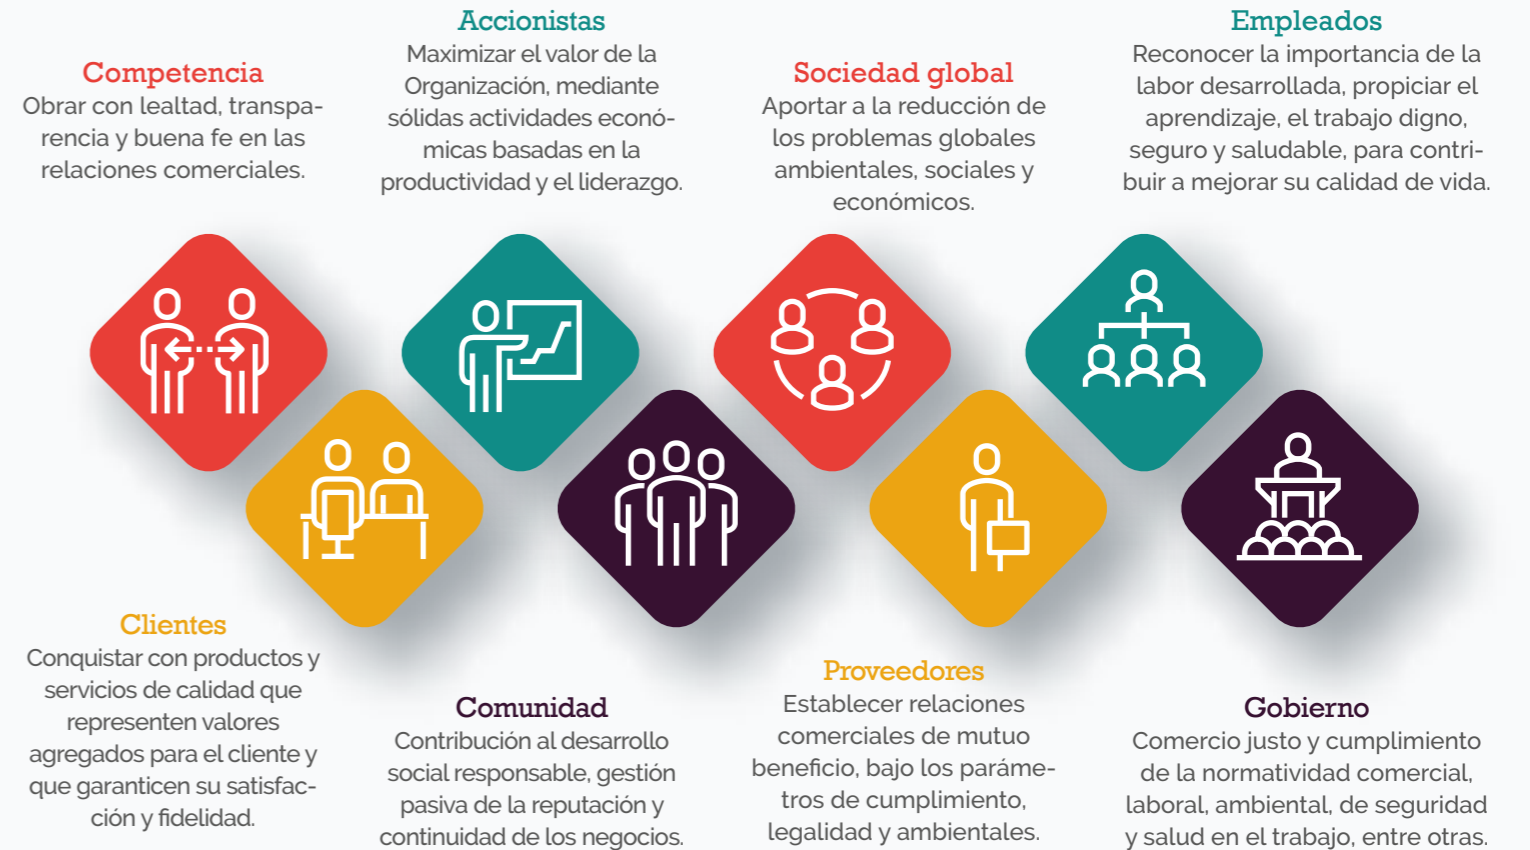 Competencia
Obrar con lealtad, transpa-
rencia y buena fe en las
relaciones comerciales.
Accionistas
Maximizar el valor de la
Organización, mediante
sólidas actividades econó-
micas basadas en la
productividad y el liderazgo.
Sociedad global
Aportar a la reducción de
los problemas globales
ambientales, sociales y
económicos.
Empleados
Reconocer la importancia de la
labor desarrollada, propiciar el
aprendizaje, el trabajo digno,
seguro y saludable, para contri-
buir a mejorar su calidad de vida.
Clientes
Conquistar con productos y
servicios de calidad que
representen valores
agregados para el cliente y
que garanticen su satisfac-
ción y fidelidad.
Comunidad
Contribución al desarrollo
social responsable, gestión
pasiva de la reputación y
continuidad de los negocios.
Proveedores
Establecer relaciones
comerciales de mutuo
beneficio, bajo los paráme-
tros de cumplimiento,
legalidad y ambientales.
Gobierno
Comercio justo y cumplimiento
de la normatividad comercial,
laboral, ambiental, de seguridad
y salud en el trabajo, entre otras.